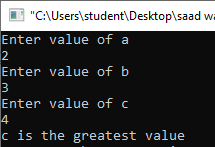 "C:\Users\student\Desktop\saad wa
Enter value of a
2
Enter value of b
3
Enter value of c
4
c is the greatest value